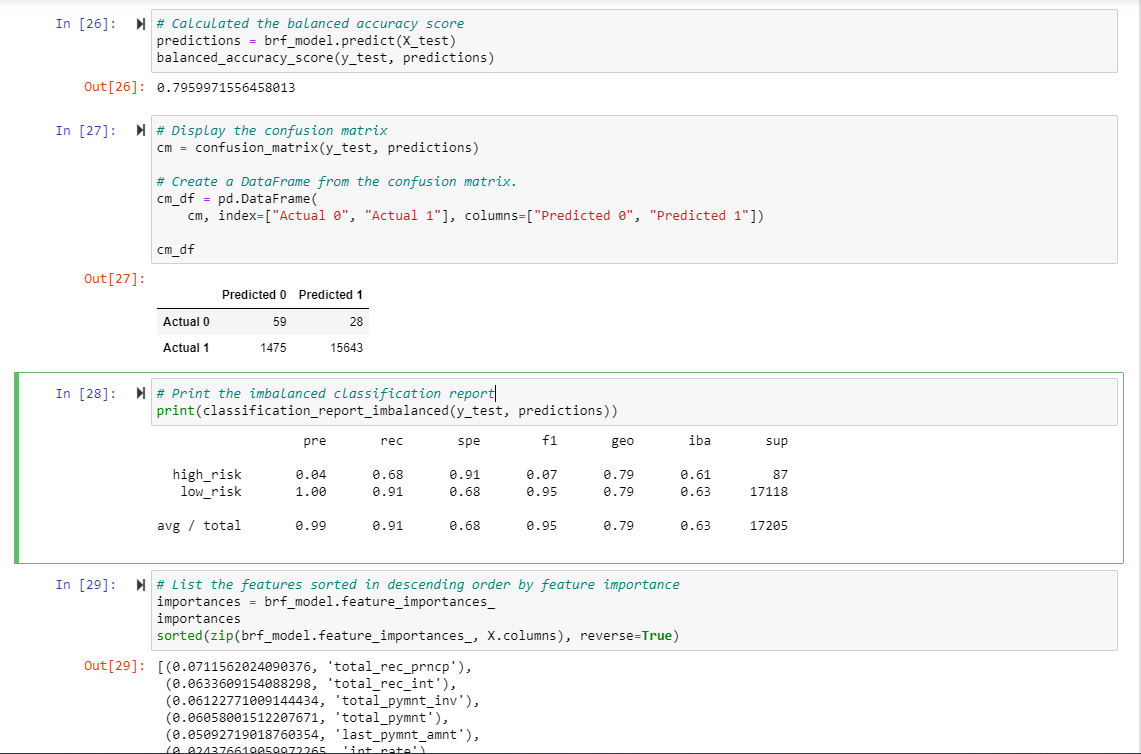 In [26]: # Calculated the balanced accuracy score
predictions = brf_model.predict(X_test)
balanced_accuracy_score(y_test, predictions)
Out[26]: 0.7959971556458013
In [27]: # Display the confusion matrix
cm = confusion_matrix(y_test, predictions)
# Create a DataFrame from the confusion matrix.
cm_df = pd.DataFrame(
cm, index=["Actual 0", "Actual 1"], columns=["Predicted 0", "Predicted 1"])
cm_df
Out[27]:
Predicted 0 Predicted 1
Actual 0 59 28
Actual 1 1475 15643
In [28]: # Print the imbalanced classification report
print(classification_report_imbalanced(y_test, predictions))
pre rec spe f1 geo iba sup
high_risk 0.04 0.68 0.91 0.07 0.79 0.61 87
low_risk 1.00 0.91 0.68 0.95 0.79 0.63 17118
avg / total 0.99 0.91 0.68 0.95 0.79 0.63 17205
In [29]: # List the features sorted in descending order by feature importance
importances = brf_model.feature_importances_
importances
sorted(zip(brf_model.feature_importances_, X.columns), reverse=True)
Out[29]: [(0.0711562024090376, 'total_rec_prncp'),
(0.0633609154088298, 'total_rec_int'),
(0.06122771009144434, 'total_pymnt_inv'),
(0.06058001512207671, 'total_pymnt'),
(0.05092719018760354, 'last_pymnt_amnt'),
(0.024376619059972265, 'int_rate')